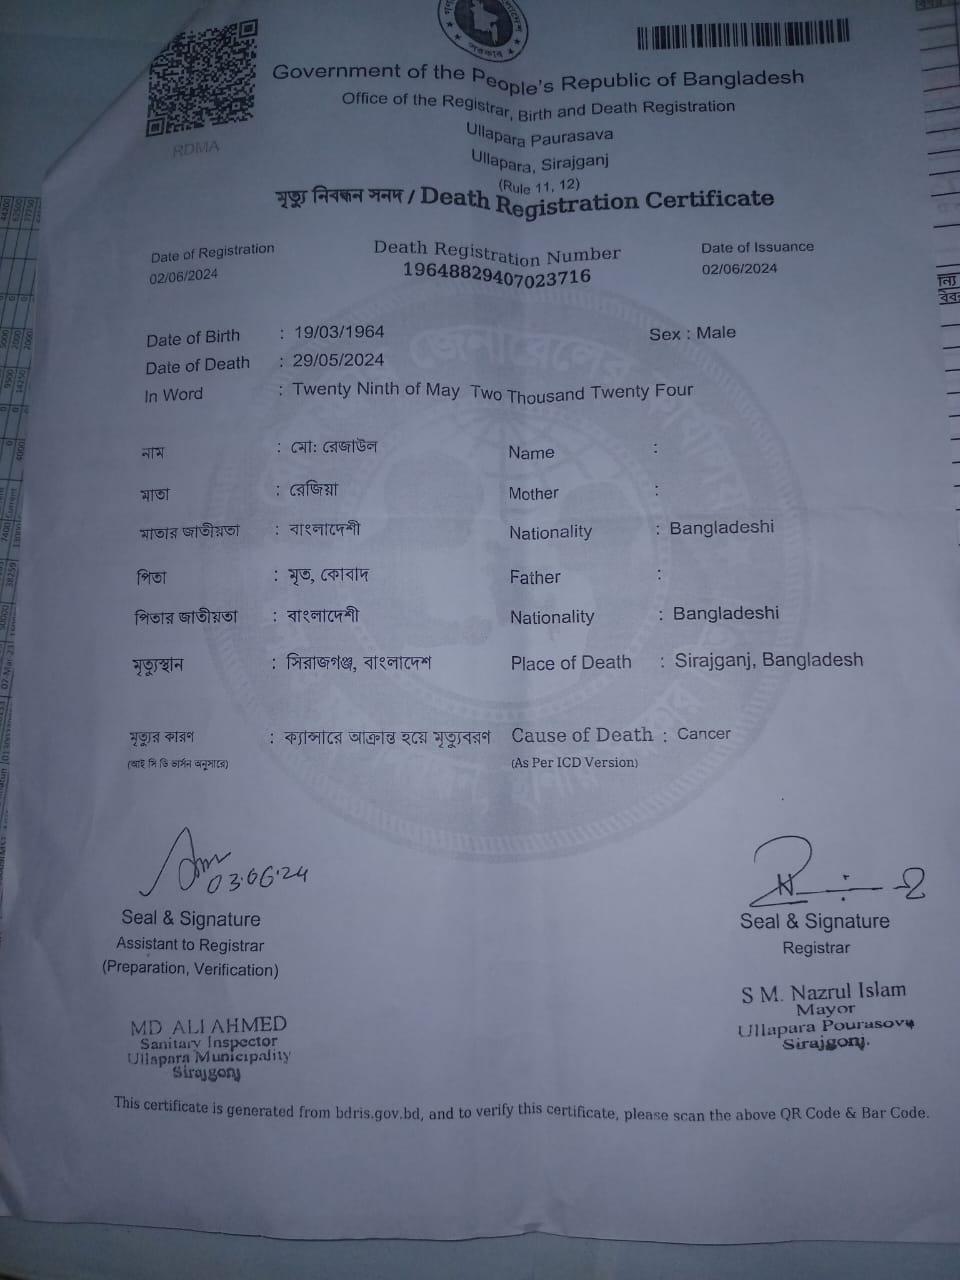 RDMA
Government of the People's Republic of Bangladesh
Office of the Registrar, Birth and Death Registration
Ullapara Paurasava
Ullapara, Sirajganj
(Rule 11, 12)
মৃত্যু নিবন্ধন সনদ / Death Registration Certificate
Date of Registration Death Registration Number Date of Issuance
02/06/2024 19648829407023716 02/06/2024
Date of Birth : 19/03/1964 Sex : Male
Date of Death : 29/05/2024
In Word : Twenty Ninth of May Two Thousand Twenty Four
নাম : মো: রেজাউল Name :
মাতা : রেজিয়া Mother :
মাতার জাতীয়তা : বাংলাদেশী Nationality : Bangladeshi
পিতা : মৃত, কোবাদ Father :
পিতার জাতীয়তা : বাংলাদেশী Nationality : Bangladeshi
মৃত্যুস্থান : সিরাজগঞ্জ, বাংলাদেশ Place of Death : Sirajganj, Bangladesh
মৃত্যুর কারণ : ক্যান্সারে আক্রান্ত হয়ে মৃত্যুবরণ Cause of Death : Cancer
(আই সি ডি ভার্সন অনুসারে) (As Per ICD Version)
03.06.24
Seal & Signature Seal & Signature
Assistant to Registrar Registrar
(Preparation, Verification)
S M. Nazrul Islam
Mayor
Ullapara Pourasova
Sirajgonj.
MD ALI AHMED
Sanitary Inspector
Ullapara Municipality
Sirajgonj
This certificate is generated from bdris.gov.bd, and to verify this certificate, please scan the above QR Code & Bar Code.